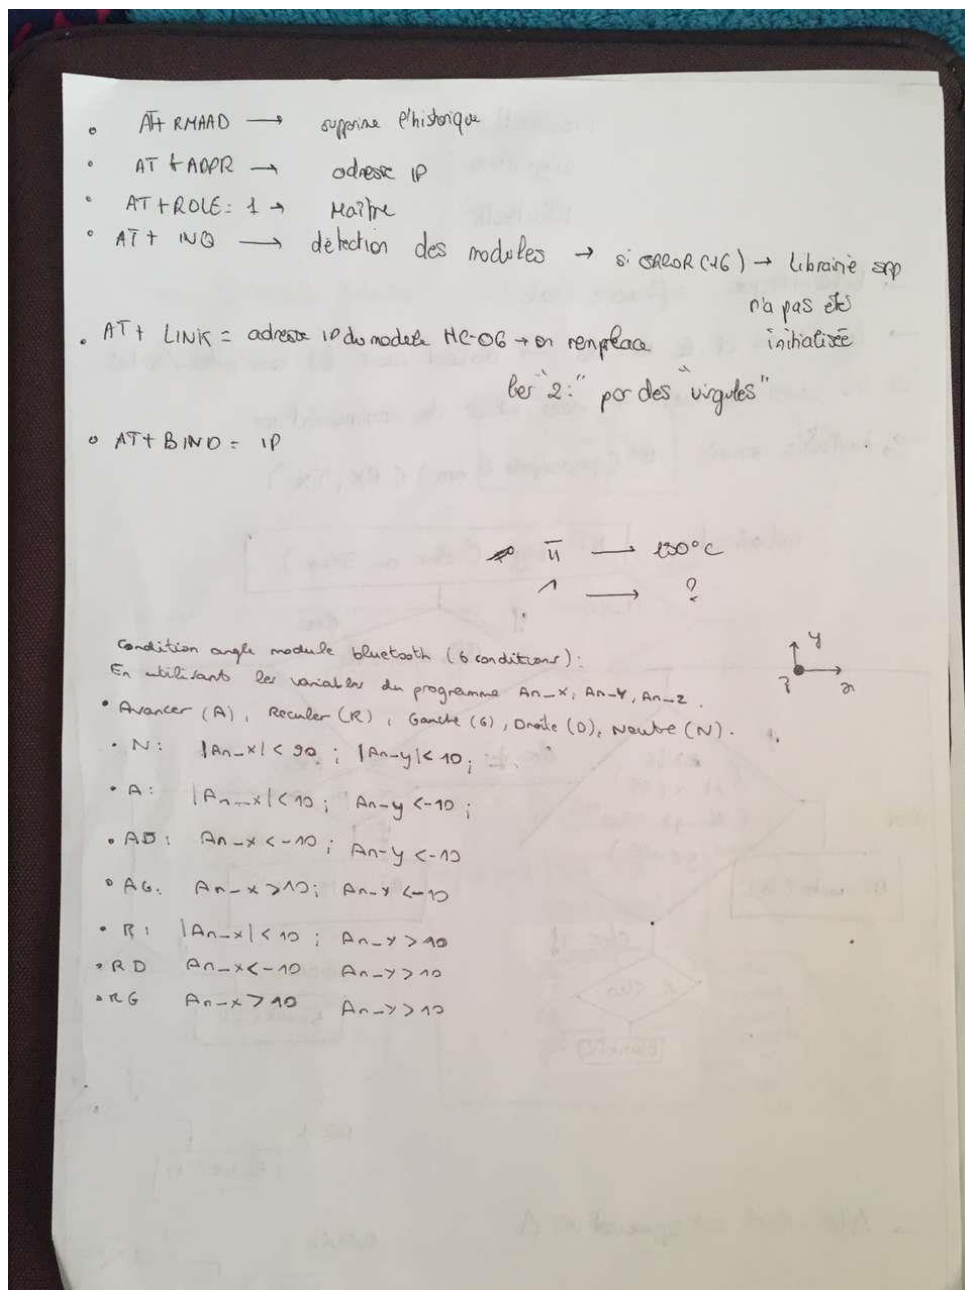 • AT+ RMAAD → supprime l'historique
• AT + ADDR → adresse IP
• AT+ROLE= 1 → Maître
• AT+ INQ → détection des modules → si ERROR (16) → librairie spp
n'a pas été
initialisée
• AT+ LINK = adresse IP du module HC-06 → on remplace
les "2:" par des "virgules"
• AT+BIND = IP
π → 180°C
1 → ?
y
z x
Condition angle module bluetooth (6 conditions):
En utilisant les variables du programme An_x, An_y, An_z.
• Avancer (A), Reculer (R), Gauche (G), Droite (D), Neutre (N).
• N: |An_x| < 90; |An_y| < 10;
• A: |An_x| < 10; An_y < -10;
• AD: An_x < -10; An_y < -10
• AG: An_x > 10; An_y < -10
• R: |An_x| < 10; An_y > 10
• RD An_x < -10 An_y > 10
• RG An_x > 10 An_y > 10